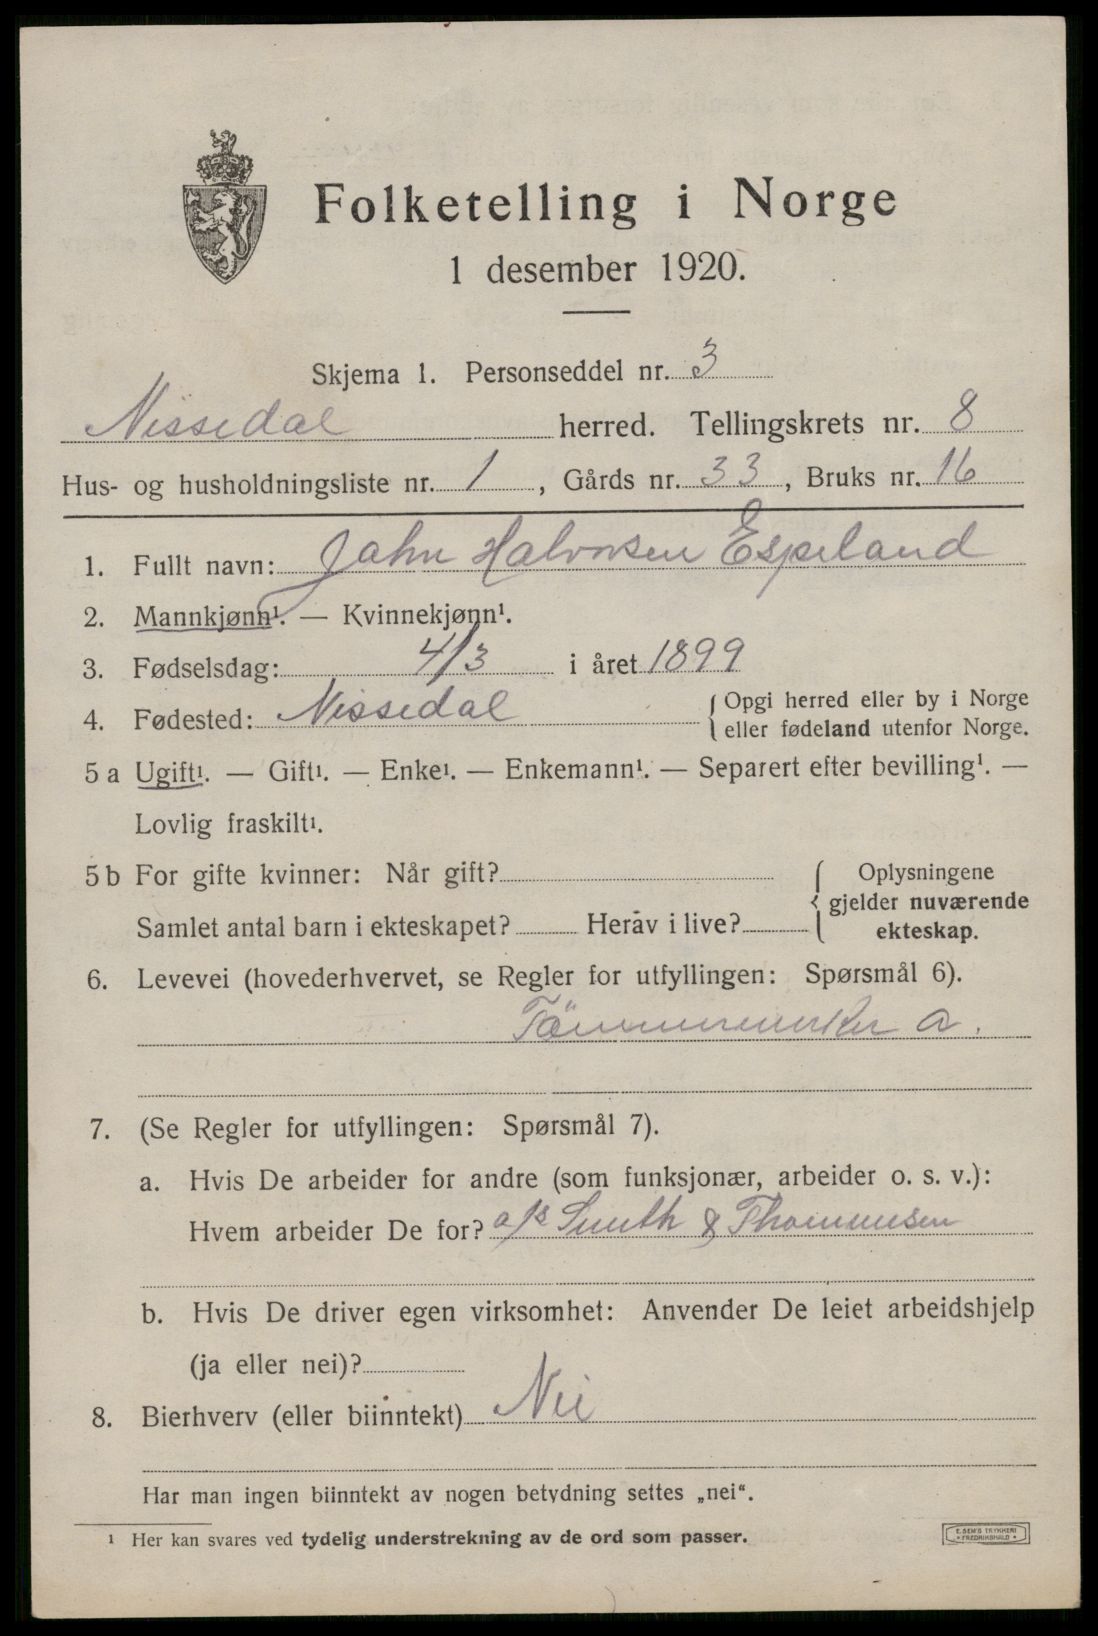 Folketelling i Norge
1 desember 1920.
Skjema 1. Personseddel nr. 3
Nissedal herred. Tellingskrets nr. 8
Hus- og husholdningsliste nr. 1, Gårds nr. 33, Bruks nr. 16
1. Fullt navn: Jahn Halvorsen Espeland
2. Mannkjønn¹. — Kvinnekjønn¹.
3. Fødselsdag: 4/3 i året 1899
4. Fødested: Nissedal { Opgi herred eller by i Norge
eller fødeland utenfor Norge.
5 a Ugift¹. — Gift¹. — Enke¹. — Enkemann¹. — Separert efter bevilling¹. —
Lovlig fraskilt¹.
5 b For gifte kvinner: Når gift? { Oplysningene
gjelder nuværende
Samlet antal barn i ekteskapet? Herav i live?
ekteskap.
6. Levevei (hovederhvervet, se Regler for utfyllingen: Spørsmål 6).
a.
7. (Se Regler for utfyllingen: Spørsmål 7).
a. Hvis De arbeider for andre (som funksjonær, arbeider o. s. v.):
Hvem arbeider De for? a/s Smith & Thommesen
b. Hvis De driver egen virksomhet: Anvender De leiet arbeidshjelp
(ja eller nei)?
8. Bierhverv (eller biinntekt) Nei
Har man ingen biinntekt av nogen betydning settes „nei“.
¹ Her kan svares ved tydelig understrekning av de ord som passer.
E. SEM'S TRYKKERI
FREDRIKSHALD